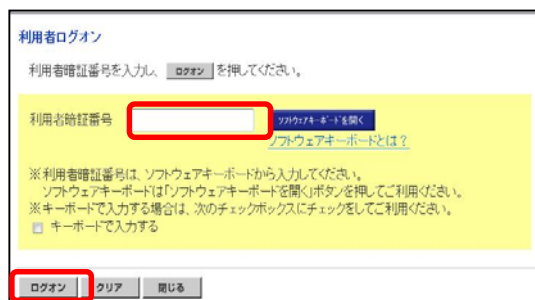 利用者ログオン
利用者暗証番号を入力し、 ログオン を押してください。
利用者暗証番号 ソフトウェアキーボードを開く
ソフトウェアキーボードとは？
※利用者暗証番号は、ソフトウェアキーボードから入力してください。
ソフトウェアキーボードは「ソフトウェアキーボードを開く」ボタンを押してご利用ください。
※キーボードで入力する場合は、次のチェックボックスにチェックをしてご利用ください。
キーボードで入力する
ログオン クリア 閉じる